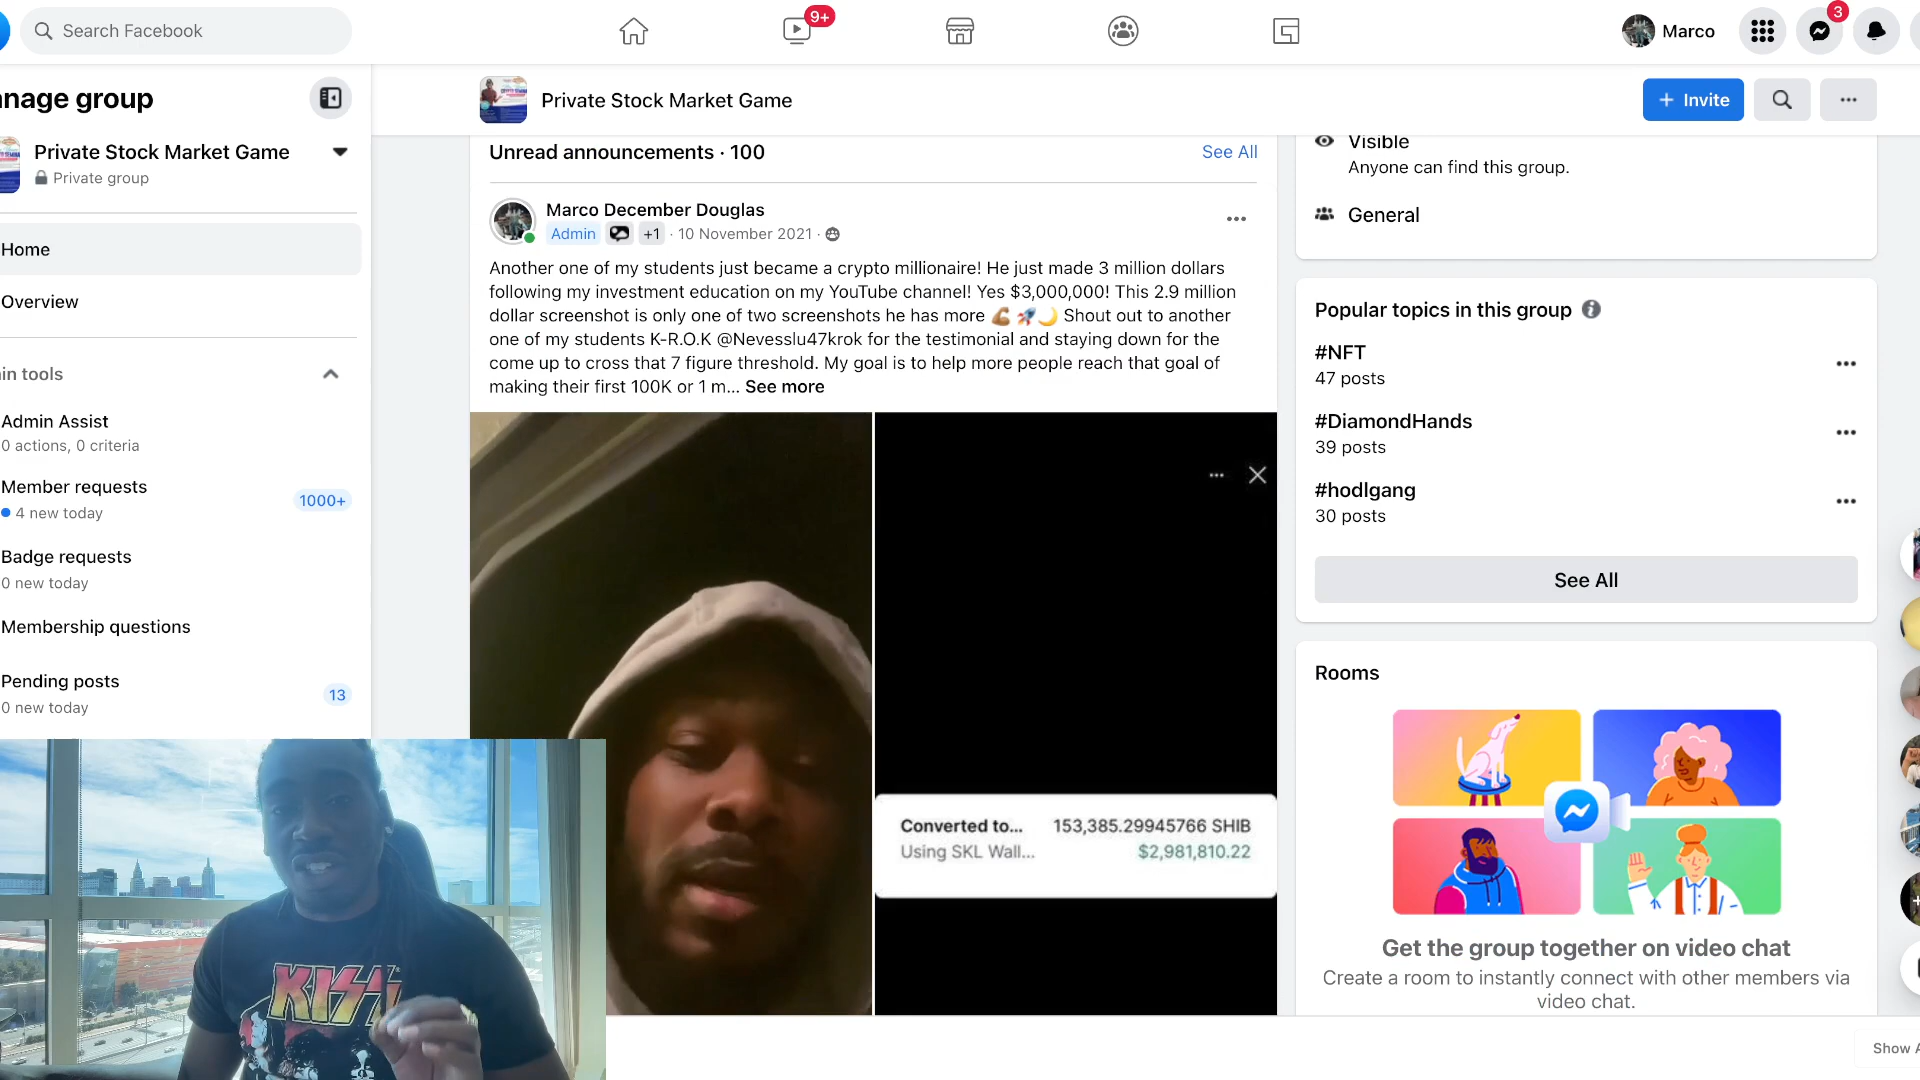 Search Facebook
9+
Marco
3
nage group
Private Stock Market Game
Private group
Home
Overview
in tools
Admin Assist
0 actions, 0 criteria
Member requests
4 new today
1000+
Badge requests
0 new today
Membership questions
Pending posts
0 new today
13
Private Stock Market Game
+ Invite
Unread announcements · 100
See All
Marco December Douglas
Admin +1 · 10 November 2021 ·
Another one of my students just became a crypto millionaire! He just made 3 million dollars
following my investment education on my YouTube channel! Yes $3,000,000! This 2.9 million
dollar screenshot is only one of two screenshots he has more 💪🏾 🚀🌙 Shout out to another
one of my students K-R.O.K @Nevesslu47krok for the testimonial and staying down for the
come up to cross that 7 figure threshold. My goal is to help more people reach that goal of
making their first 100K or 1 m... See more
Converted to... 153,385.29945766 SHIB
Using SKL Wall... $2,981,810.22
KISS
Visible
Anyone can find this group.
General
Popular topics in this group
#NFT
47 posts
#DiamondHands
39 posts
#hodlgang
30 posts
See All
Rooms
Get the group together on video chat
Create a room to instantly connect with other members via
video chat.
Show A